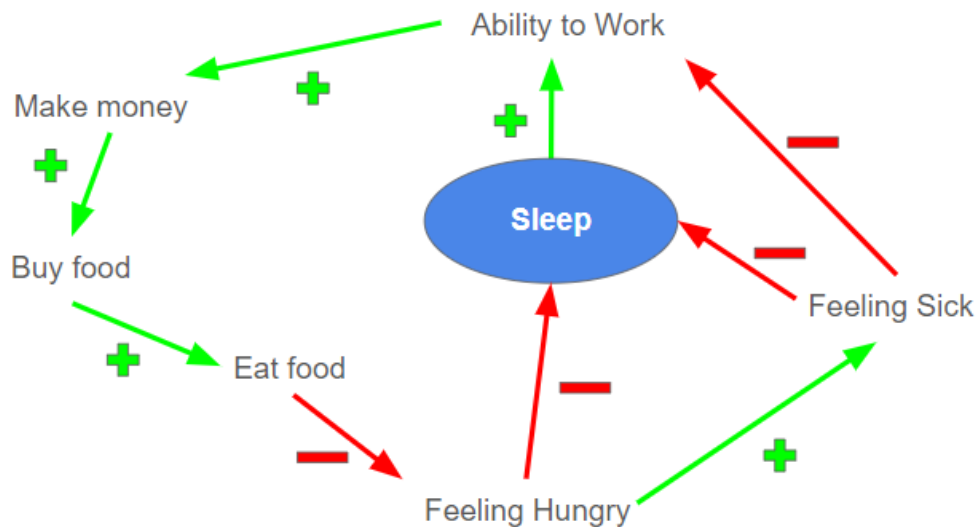 Ability to Work
Make money
Sleep
Buy food
Feeling Sick
Eat food
Feeling Hungry